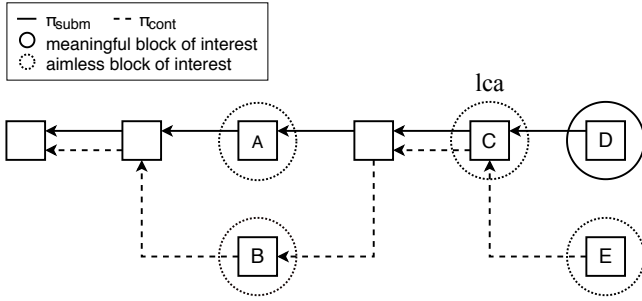 π_subm π_cont
meaningful block of interest
aimless block of interest
lca
A C D
B E